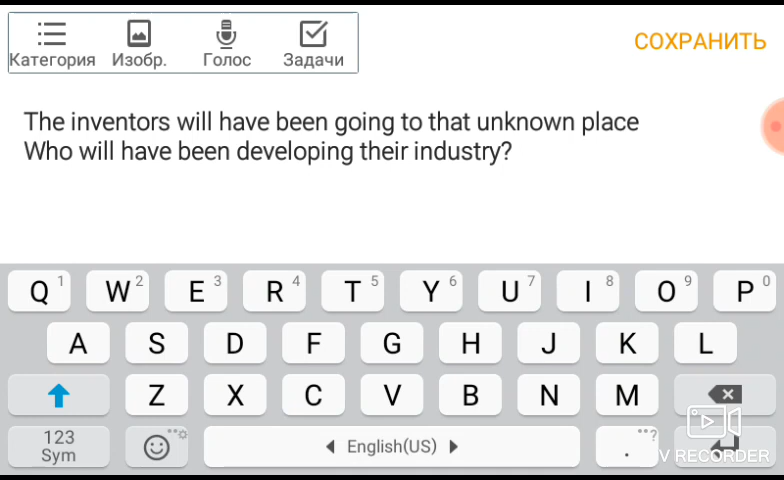 Категория Изобр. Голос Задачи
СОХРАНИТЬ
The inventors will have been going to that unknown place
Who will have been developing their industry?
Q 1 W 2 E 3 R 4 T 5 Y 6 U 7 I 8 O 9 P 0
A S D F G H J K L
Z X C V B N M
123
Sym
English(US)
. ?
V RECORDER